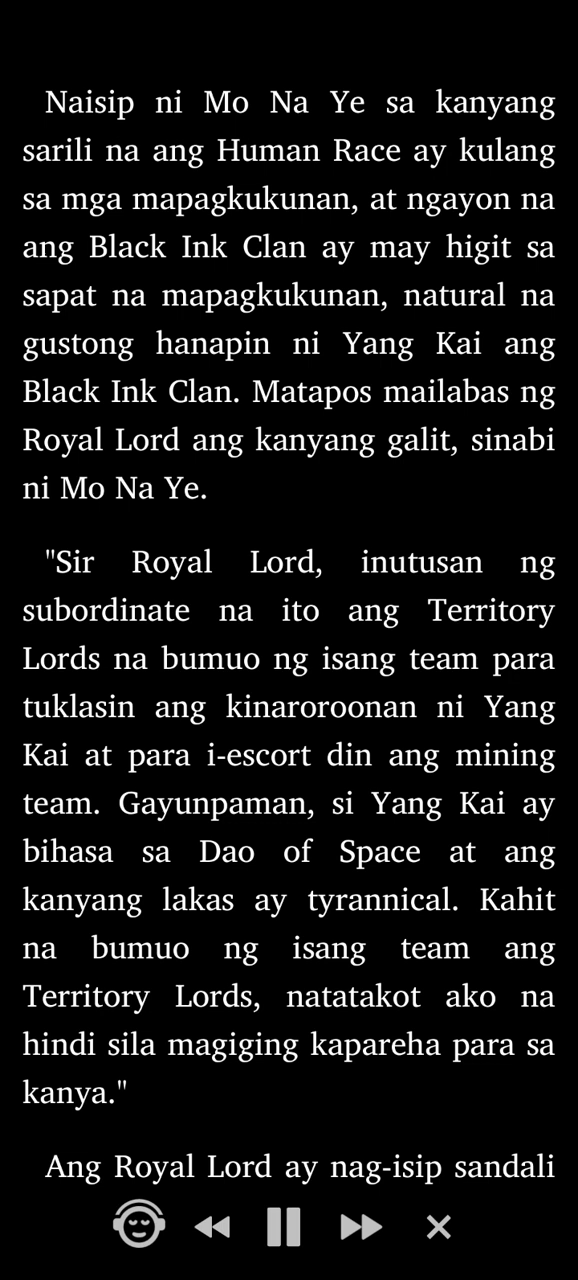 Naisip ni Mo Na Ye sa kanyang
sarili na ang Human Race ay kulang
sa mga mapagkukunan, at ngayon na
ang Black Ink Clan ay may higit sa
sapat na mapagkukunan, natural na
gustong hanapin ni Yang Kai ang
Black Ink Clan. Matapos mailabas ng
Royal Lord ang kanyang galit, sinabi
ni Mo Na Ye.
"Sir Royal Lord, inutusan ng
subordinate na ito ang Territory
Lords na bumuo ng isang team para
tuklasin ang kinaroroonan ni Yang
Kai at para i-escort din ang mining
team. Gayunpaman, si Yang Kai ay
bihasa sa Dao of Space at ang
kanyang lakas ay tyrannical. Kahit
na bumuo ng isang team ang
Territory Lords, natatakot ako na
hindi sila magiging kapareha para sa
kanya."
Ang Royal Lord ay nag-isip sandali